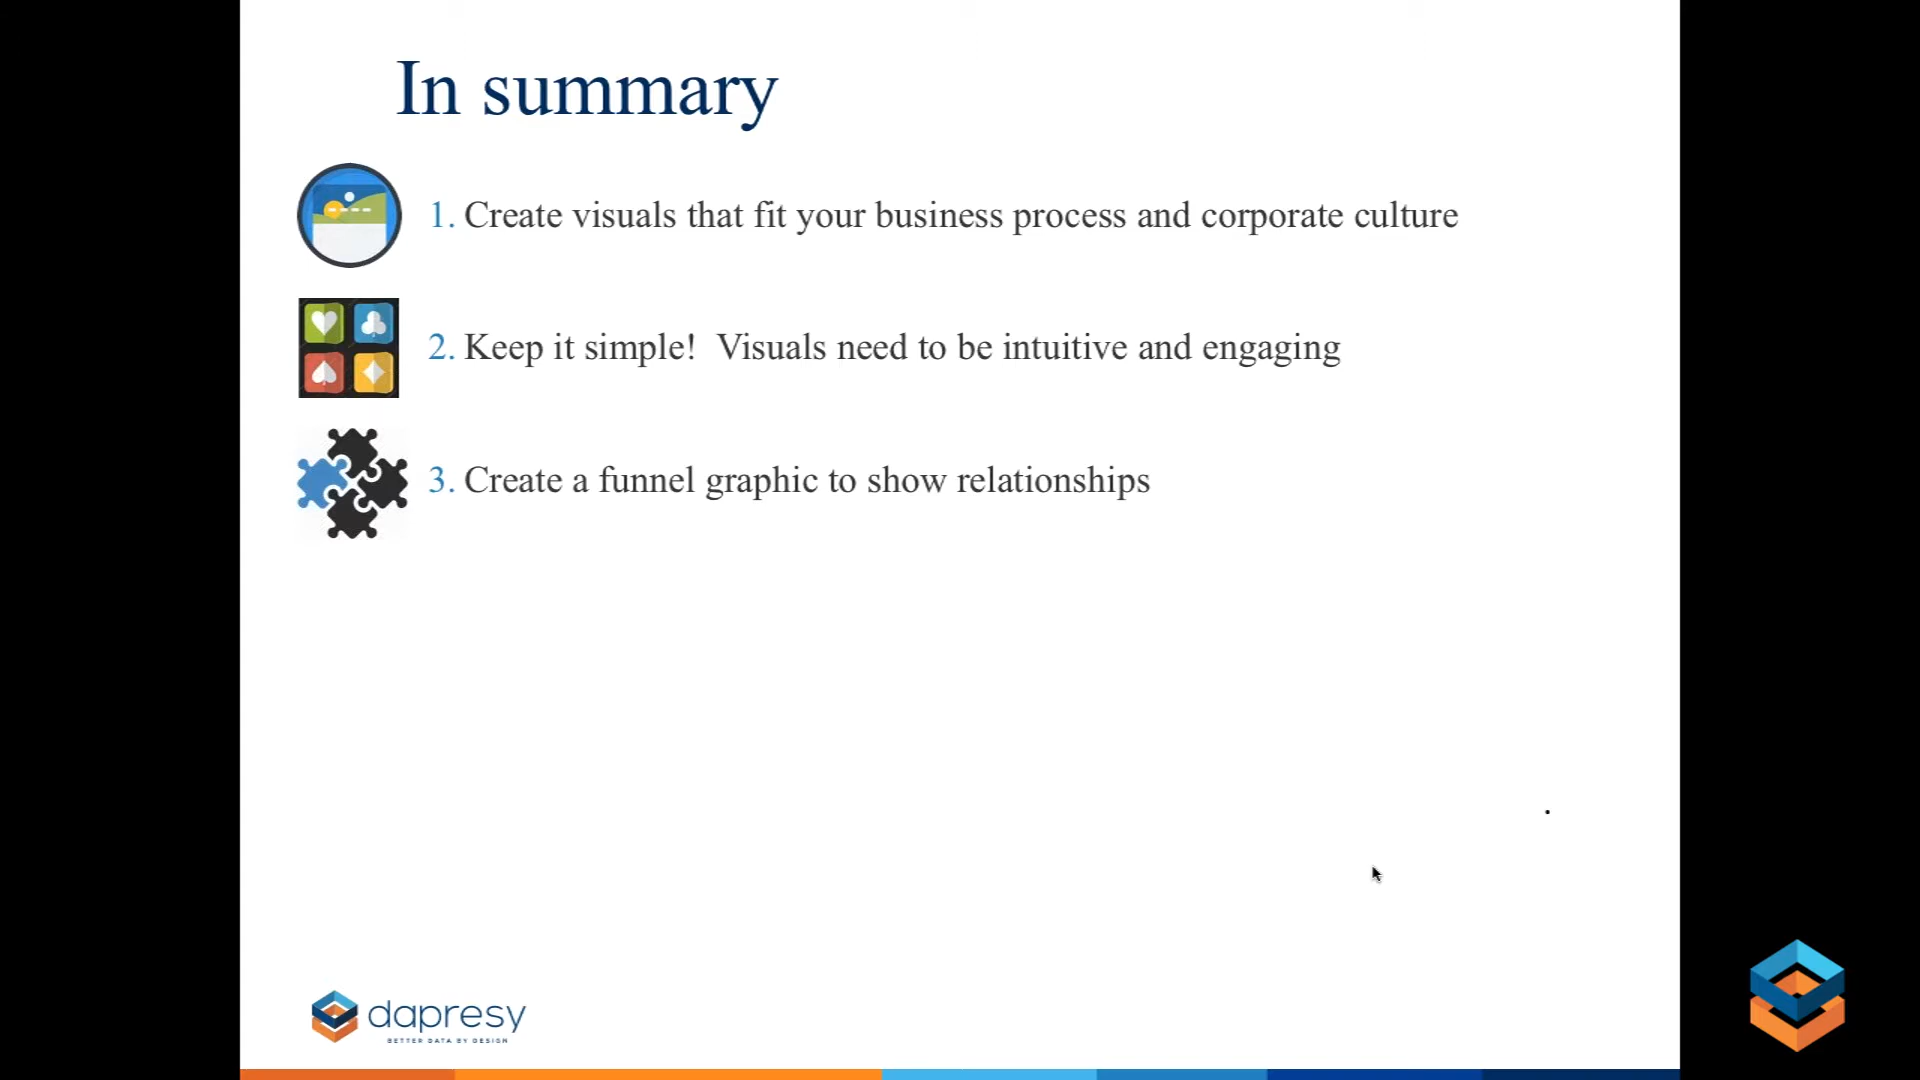 In summary
1. Create visuals that fit your business process and corporate culture
2. Keep it simple!  Visuals need to be intuitive and engaging
3. Create a funnel graphic to show relationships
.
dapresy
BETTER DATA BY DESIGN